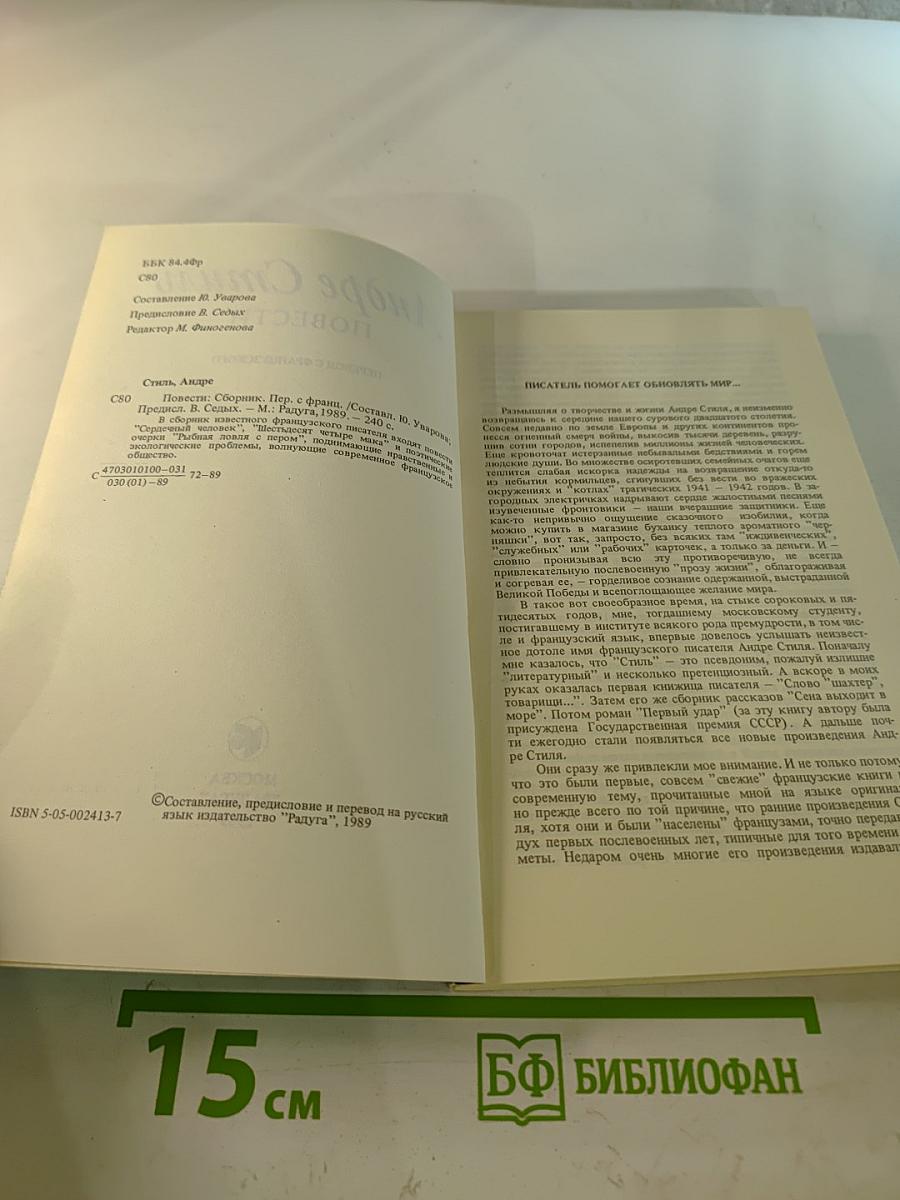 ББК 84.4Фр
С80
Составление Ю. Уварова
Предисловие В. Седых
Редактор М. Финогенова
Стиль, Андре
С80 Повести: Сборник. Пер. с франц. /Составл. Ю. Уварова;
Предисл. В. Седых. — М.: Радуга, 1989. — 240 с.
В сборник известного французского писателя входят повести
"Сердечный человек", "Шестьдесят четыре мака" и поэтические
очерки "Рыбная ловля с пером", поднимающие нравственные и
экологические проблемы, волнующие современное французское
общество.
С 4703010100—031 72—89
030 (01)—89
ISBN 5-05-002413-7
©Составление, предисловие и перевод на русский
язык издательство "Радуга", 1989
ПИСАТЕЛЬ ПОМОГАЕТ ОБНОВЛЯТЬ МИР...
Размышляя о творчестве и жизни Андре Стиля, я неизменно
возвращаюсь к середине нашего сурового двадцатого столетия.
Совсем недавно по земле Европы и других континентов про-
несся огненный смерч войны, выкосив тысячи деревень, разру-
шив сотни городов, испепелив миллионы жизней человеческих.
Еще кровоточат истерзанные небывалыми бедствиями и горем
людские души. Во множестве осиротевших семейных очагов еще
теплится слабая искорка надежды на возвращение откуда-то
из небытия кормильцев, сгинувших без вести во вражеских
окружениях и "котлах" трагических 1941 — 1942 годов. В за-
городных электричках надрывают сердце жалостными песнями
изувеченные фронтовики — наши вчерашние защитники. Еще
как-то непривычно ощущение сказочного изобилия, когда
можно купить в магазине буханку теплого ароматного "чер-
няшки", вот так, запросто, без всяких там "иждивенческих",
"служебных" или "рабочих" карточек, а только за деньги. И —
словно пронизывая всю эту противоречивую, не всегда
привлекательную послевоенную "прозу жизни", облагораживая
и согревая ее, — горделивое сознание одержанной, выстраданной
Великой Победы и всепоглощающее желание мира.
В такое вот своеобразное время, на стыке сороковых и пя-
тидесятых годов, мне, тогдашнему московскому студенту,
постигавшему в институте всякого рода премудрости, в том чис-
ле и французский язык, впервые довелось услышать неизвест-
ное дотоле имя французского писателя Андре Стиля. Поначалу
мне казалось, что "Стиль" — это псевдоним, пожалуй излишне
"литературный" и несколько претенциозный. А вскоре в моих
руках оказалась первая книжица писателя — "Слово "шахтер",
товарищи...". Затем его же сборник рассказов "Сена выходит в
море". Потом роман "Первый удар" (за эту книгу автору была
присуждена Государственная премия СССР). А дальше поч-
ти ежегодно стали появляться все новые произведения Анд-
ре Стиля.
Они сразу же привлекли мое внимание. И не только потому,
что это были первые, совсем "свежие" французские книги
современную тему, прочитанные мной на языке оригина
но прежде всего по той причине, что ранние произведения С
ля, хотя они и были "населены" французами, точно переда
дух первых послевоенных лет, типичные для того времени
меты. Недаром очень многие его произведения издавал
15 см
БФ БИБЛИОФАН